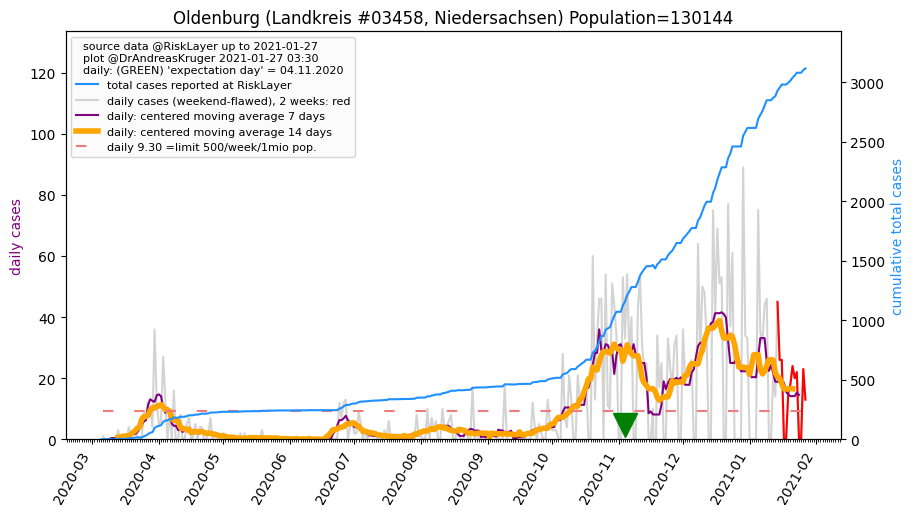 Oldenburg (Landkreis #03458, Niedersachsen) Population=130144
source data @RiskLayer up to 2021-01-27
plot @DrAndreasKruger 2021-01-27 03:30
daily: (GREEN) 'expectation day' = 04.11.2020
total cases reported at RiskLayer
daily cases (weekend-flawed), 2 weeks: red
daily: centered moving average 7 days
daily: centered moving average 14 days
daily 9.30 =limit 500/week/1mio pop.
daily cases
120
100
80
60
40
20
0
cumulative total cases
3000
2500
2000
1500
1000
500
0
2020-03
2020-04
2020-05
2020-06
2020-07
2020-08
2020-09
2020-10
2020-11
2020-12
2021-01
2021-02